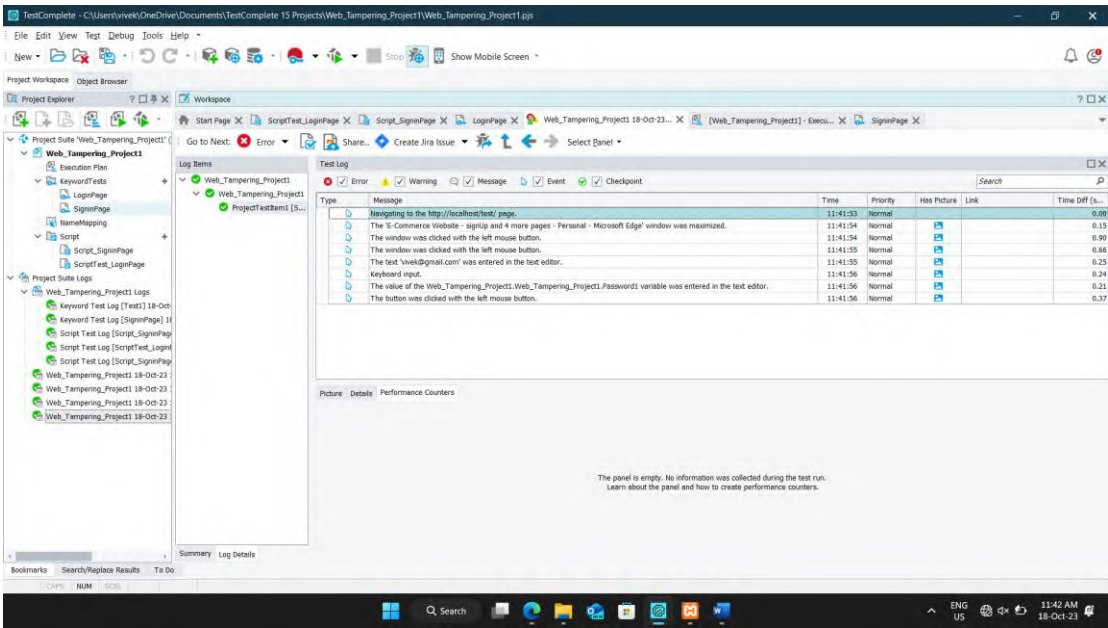 TestComplete - C:\Users\vivek\OneDrive\Documents\TestComplete 15 Projects\Web_Tampering_Project1\Web_Tampering_Project1.pjs
File Edit View Test Debug Tools Help
New Stop Show Mobile Screen
Project Workspace Object Browser
Project Explorer
Workspace
Start Page ScriptTest_LoginPage Script_SigninPage LoginPage Web_Tampering_Project1 18-Oct-23... [Web_Tampering_Project1] - Execu... SigninPage
Project Suite 'Web_Tampering_Project1' (
Web_Tampering_Project1
Execution Plan
KeywordTests
LoginPage
SigninPage
NameMapping
Script
Script_SigninPage
ScriptTest_LoginPage
Project Suite Logs
Web_Tampering_Project1 Logs
Keyword Test Log [Test1] 18-Oct-
Keyword Test Log [SigninPage] 18
Script Test Log [Script_SigninPage
Script Test Log [ScriptTest_LoginP
Script Test Log [Script_SigninPage
Web_Tampering_Project1 18-Oct-23
Web_Tampering_Project1 18-Oct-23
Web_Tampering_Project1 18-Oct-23
Web_Tampering_Project1 18-Oct-23
Go to Next: Error Share... Create Jira Issue Select Panel
Log Items
Web_Tampering_Project1
Web_Tampering_Project1
ProjectTestItem1 [S...
Summary Log Details
Test Log
Error Warning Message Event Checkpoint Search
Type Message Time Priority Has Picture Link Time Diff (s...
Navigating to the http://localhost/test/ page. 11:41:53 Normal 0.00
The 'E-Commerce Website - signUp and 4 more pages - Personal - Microsoft Edge' window was maximized. 11:41:54 Normal 0.15
The window was clicked with the left mouse button. 11:41:54 Normal 0.90
The window was clicked with the left mouse button. 11:41:55 Normal 0.66
The text 'vivek@gmail.com' was entered in the text editor. 11:41:55 Normal 0.25
Keyboard input. 11:41:56 Normal 0.24
The value of the Web_Tampering_Project1.Web_Tampering_Project1.Password1 variable was entered in the text editor. 11:41:56 Normal 0.21
The button was clicked with the left mouse button. 11:41:56 Normal 0.37
Picture Details Performance Counters
The panel is empty. No information was collected during the test run.
Learn about the panel and how to create performance counters.
Bookmarks Search/Replace Results To Do
CAPS NUM SCRL
Search
ENG
US
11:42 AM
18-Oct-23